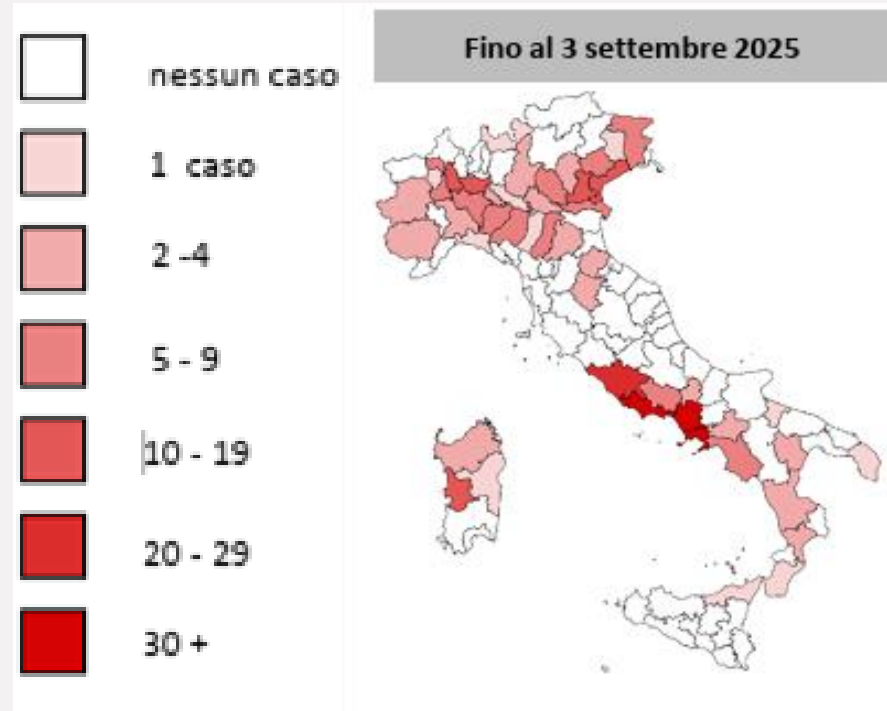 Fino al 3 settembre 2025
nessun caso
1 caso
2 -4
5 - 9
10 - 19
20 - 29
30 +